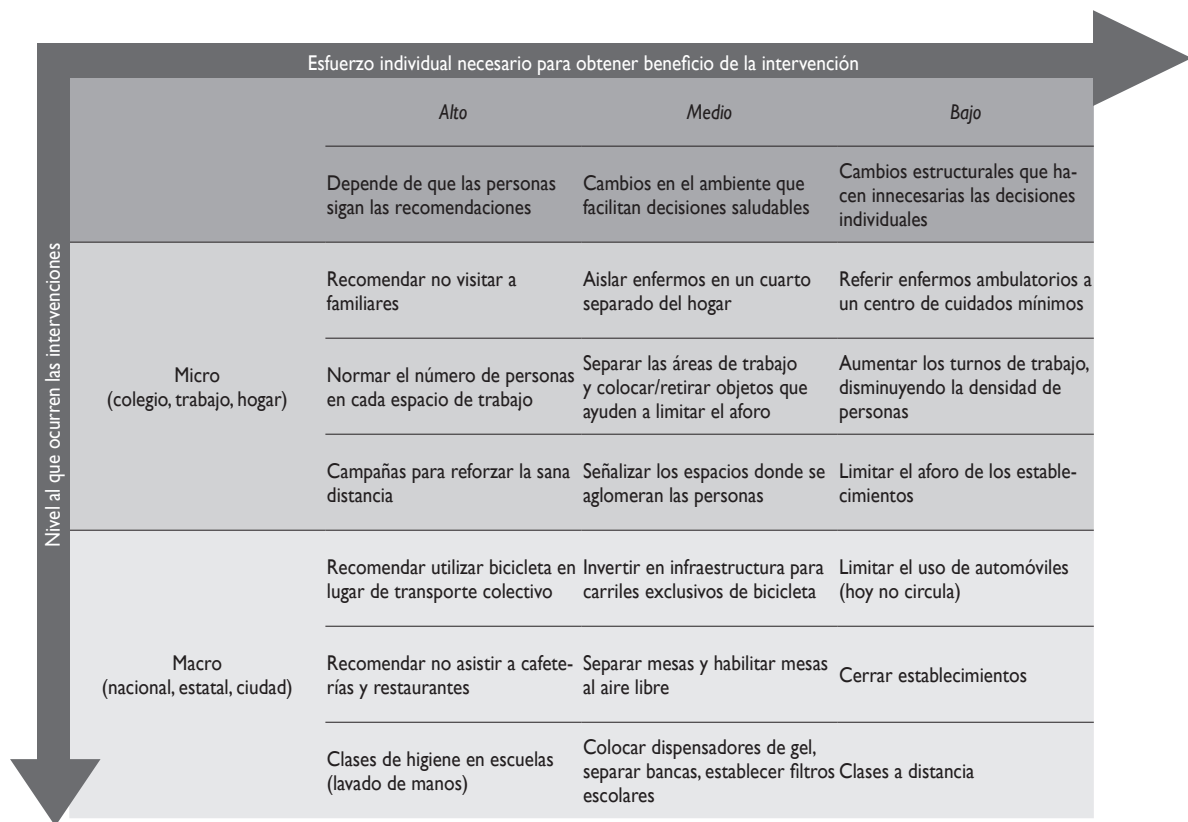 Esfuerzo individual necesario para obtener beneficio de la intervención
Nivel al que ocurren las intervenciones
Alto
Medio
Bajo
Depende de que las personas
sigan las recomendaciones
Cambios en el ambiente que
facilitan decisiones saludables
Cambios estructurales que ha-
cen innecesarias las decisiones
individuales
Micro
(colegio, trabajo, hogar)
Recomendar no visitar a
familiares
Aislar enfermos en un cuarto
separado del hogar
Referir enfermos ambulatorios a
un centro de cuidados mínimos
Normar el número de personas
en cada espacio de trabajo
Separar las áreas de trabajo
y colocar/retirar objetos que
ayuden a limitar el aforo
Aumentar los turnos de trabajo,
disminuyendo la densidad de
personas
Campañas para reforzar la sana
distancia
Señalizar los espacios donde se
aglomeran las personas
Limitar el aforo de los estable-
cimientos
Macro
(nacional, estatal, ciudad)
Recomendar utilizar bicicleta en
lugar de transporte colectivo
Invertir en infraestructura para
carriles exclusivos de bicicleta
Limitar el uso de automóviles
(hoy no circula)
Recomendar no asistir a cafete-
rías y restaurantes
Separar mesas y habilitar mesas
al aire libre
Cerrar establecimientos
Clases de higiene en escuelas
(lavado de manos)
Colocar dispensadores de gel,
separar bancas, establecer filtros
escolares
Clases a distancia